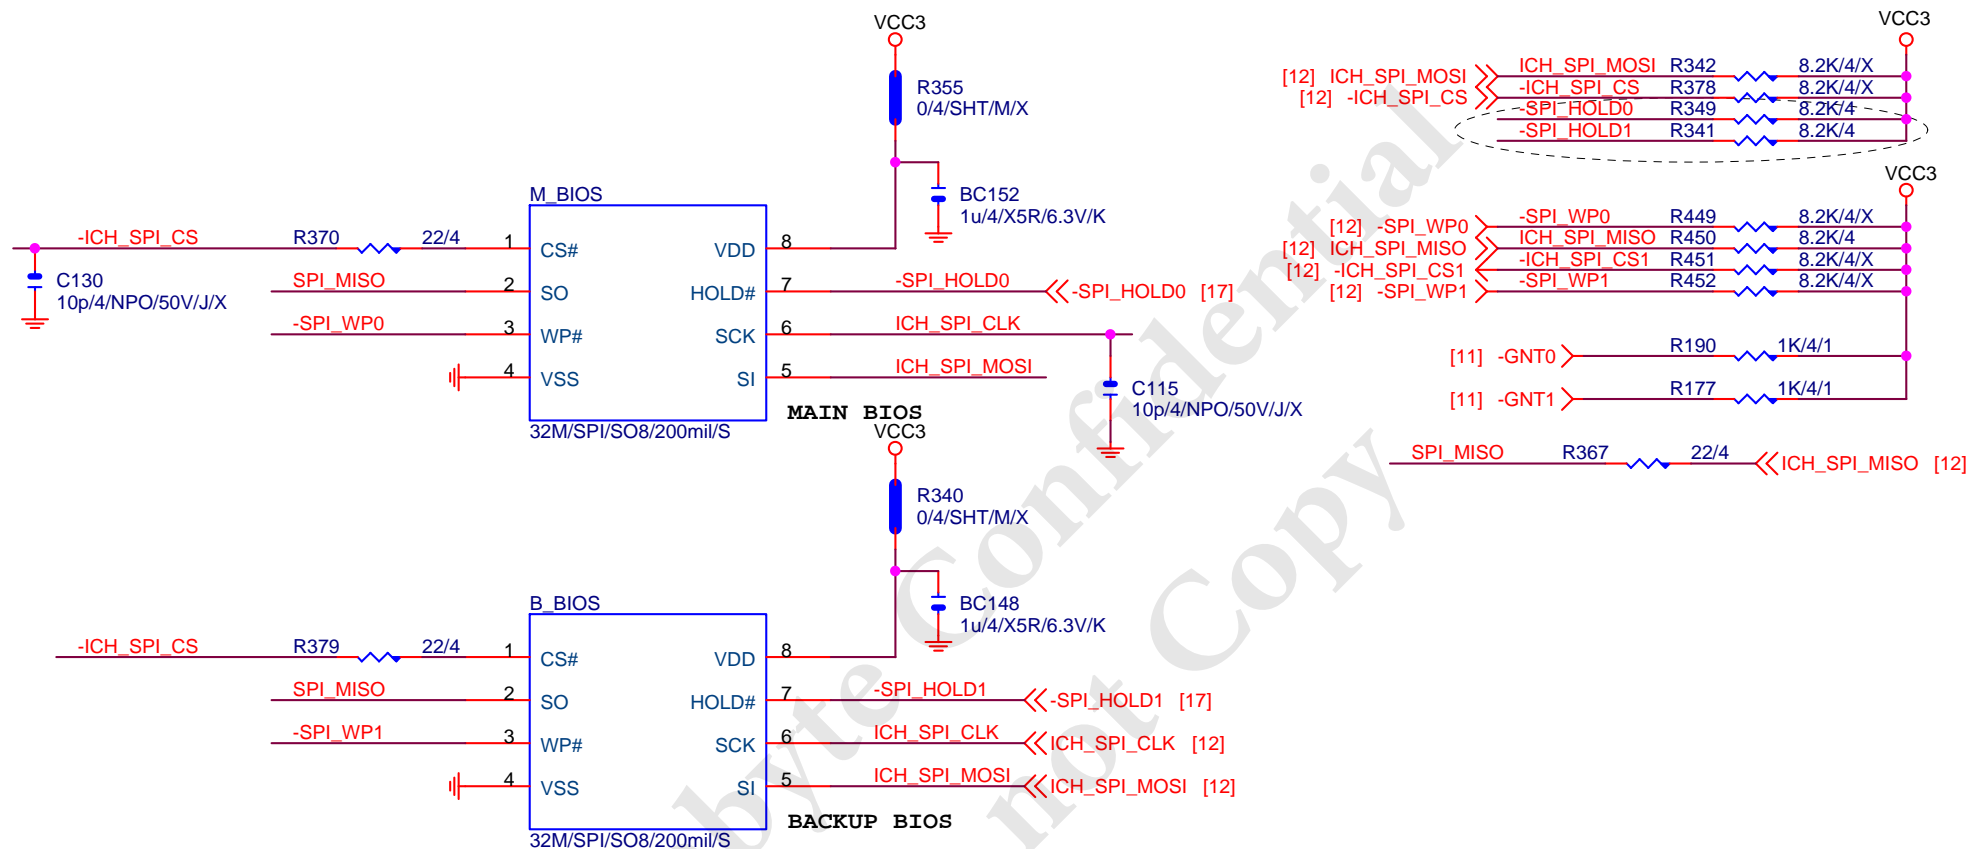 VCC3
R355
0/4/SHT/M/X
BC152
1u/4/X5R/6.3V/K
M_BIOS
-ICH_SPI_CS R370 22/4 1 CS# VDD 8
C130
10p/4/NPO/50V/J/X
SPI_MISO 2 SO HOLD# 7 -SPI_HOLD0 -SPI_HOLD0 [17]
-SPI_WP0 3 WP# SCK 6 ICH_SPI_CLK
4 VSS SI 5 ICH_SPI_MOSI
C115
10p/4/NPO/50V/J/X
MAIN BIOS
32M/SPI/SO8/200mil/S
VCC3
R340
0/4/SHT/M/X
BC148
1u/4/X5R/6.3V/K
B_BIOS
-ICH_SPI_CS R379 22/4 1 CS# VDD 8
SPI_MISO 2 SO HOLD# 7 -SPI_HOLD1 -SPI_HOLD1 [17]
-SPI_WP1 3 WP# SCK 6 ICH_SPI_CLK ICH_SPI_CLK [12]
4 VSS SI 5 ICH_SPI_MOSI ICH_SPI_MOSI [12]
BACKUP BIOS
32M/SPI/SO8/200mil/S
VCC3
[12] ICH_SPI_MOSI ICH_SPI_MOSI R342 8.2K/4/X
[12] -ICH_SPI_CS -ICH_SPI_CS R378 8.2K/4/X
-SPI_HOLD0 R349 8.2K/4
-SPI_HOLD1 R341 8.2K/4
VCC3
[12] -SPI_WP0 -SPI_WP0 R449 8.2K/4/X
[12] ICH_SPI_MISO ICH_SPI_MISO R450 8.2K/4
[12] -ICH_SPI_CS1 -ICH_SPI_CS1 R451 8.2K/4/X
[12] -SPI_WP1 -SPI_WP1 R452 8.2K/4/X
[11] -GNT0 R190 1K/4/1
[11] -GNT1 R177 1K/4/1
SPI_MISO R367 22/4 ICH_SPI_MISO [12]
byte Confidential
not Copy